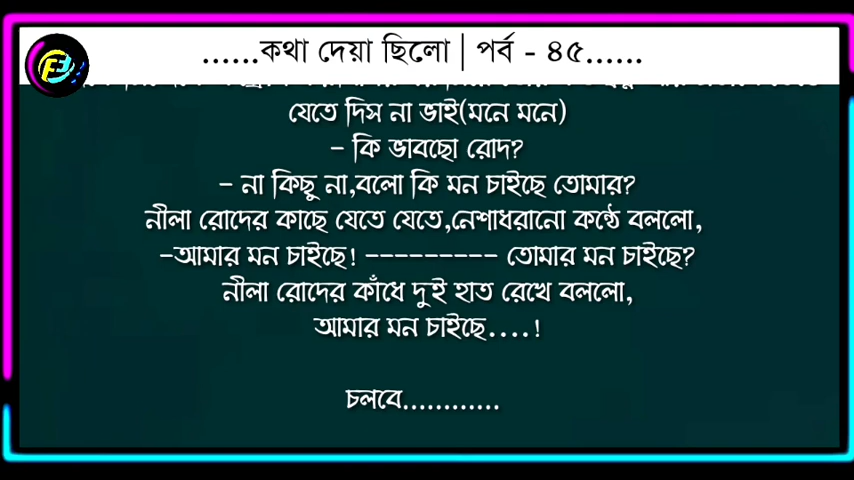 ......কথা দেয়া ছিলো | পর্ব - ৪৫......
যেতে দিস না ভাই(মনে মনে)
– কি ভাবছো রোদ?
– না কিছু না,বলো কি মন চাইছে তোমার?
নীলা রোদের কাছে যেতে যেতে,নেশাধরানো কন্ঠে বললো,
–আমার মন চাইছে! –––––––––– তোমার মন চাইছে?
নীলা রোদের কাঁধে দুই হাত রেখে বললো,
আমার মন চাইছে....!
চলবে............